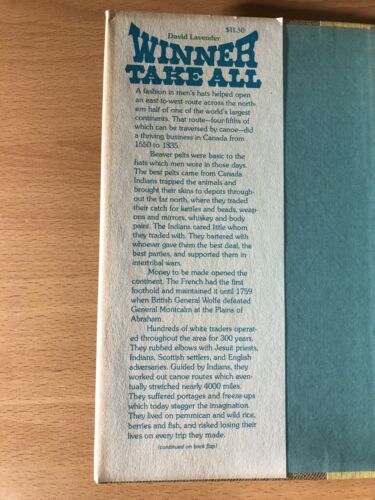 David Lavender
$11.50
WINNER
TAKE ALL
A fashion in men's hats helped open
an east-to-west route across the north-
ern half of one of the world's largest
continents. That route—four-fifths of
which can be traversed by canoe—did
a thriving business in Canada from
1550 to 1835.
Beaver pelts were basic to the
hats which men wore in those days.
The best pelts came from Canada.
Indians trapped the animals and
brought their skins to depots through-
out the far north, where they traded
their catch for kettles and beads, weap-
ons and mirrors, whiskey and body
paint. The Indians cared little whom
they traded with. They bartered with
whoever gave them the best deal, the
best parties, and supported them in
intertribal wars.
Money to be made opened the
continent. The French had the first
foothold and maintained it until 1759
when British General Wolfe defeated
General Montcalm at the Plains of
Abraham.
Hundreds of white traders operat-
ed throughout the area for 300 years.
They rubbed elbows with Jesuit priests,
Indians, Scottish settlers, and English
adversaries. Guided by Indians, they
worked out canoe routes which even-
tually stretched nearly 4000 miles.
They suffered portages and freeze-ups
which today stagger the imagination.
They lived on pemmican and wild rice,
berries and fish, and risked losing their
lives on every trip they made.
(continued on back flap)